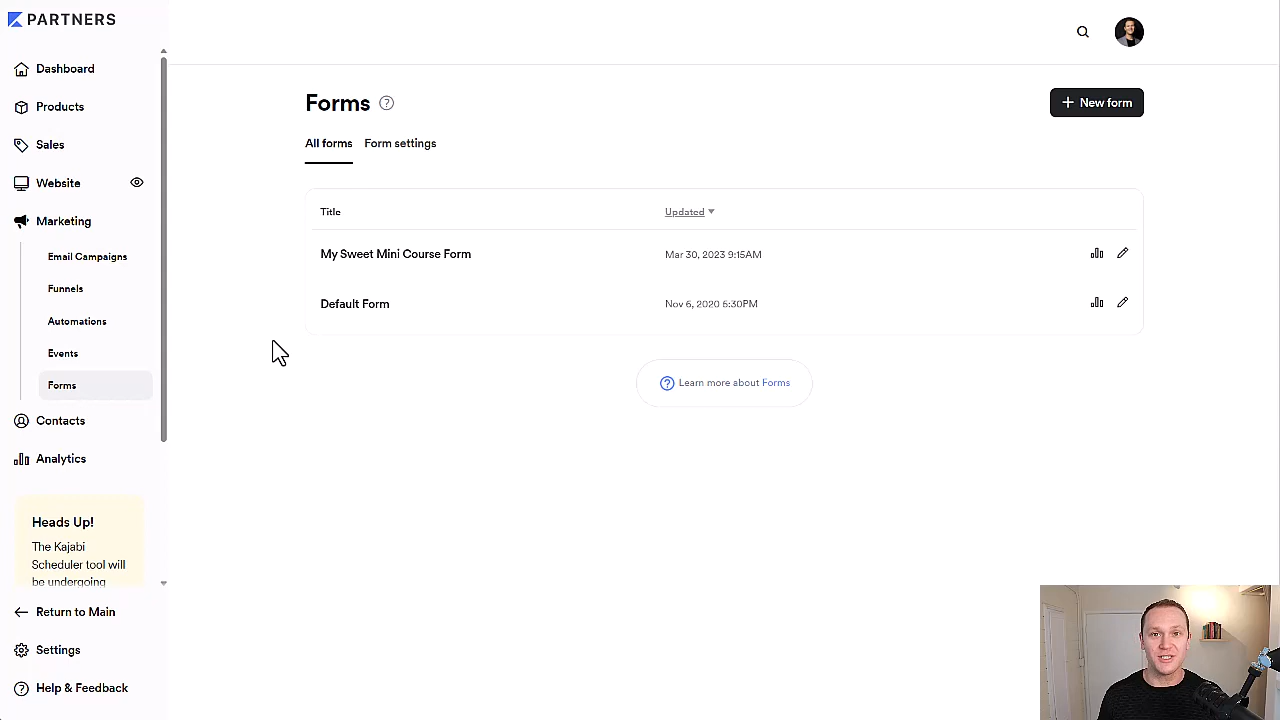 PARTNERS
Dashboard
Products
Sales
Website
Marketing
Email Campaigns
Funnels
Automations
Events
Forms
Contacts
Analytics
Heads Up!
The Kajabi
Scheduler tool will
be undergoing
Return to Main
Settings
Help & Feedback
Forms ?
+ New form
All forms Form settings
Title Updated
My Sweet Mini Course Form Mar 30, 2023 9:15AM
Default Form Nov 6, 2020 6:30PM
Learn more about Forms